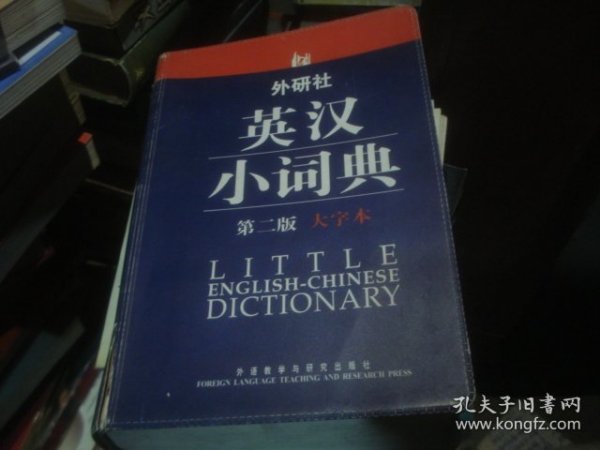 外研社
英汉
小词典
第二版 大字本
LITTLE
ENGLISH-CHINESE
DICTIONARY
外语教学与研究出版社
FOREIGN LANGUAGE TEACHING AND RESEARCH PRESS
孔夫子旧书网
www.kongfz.com